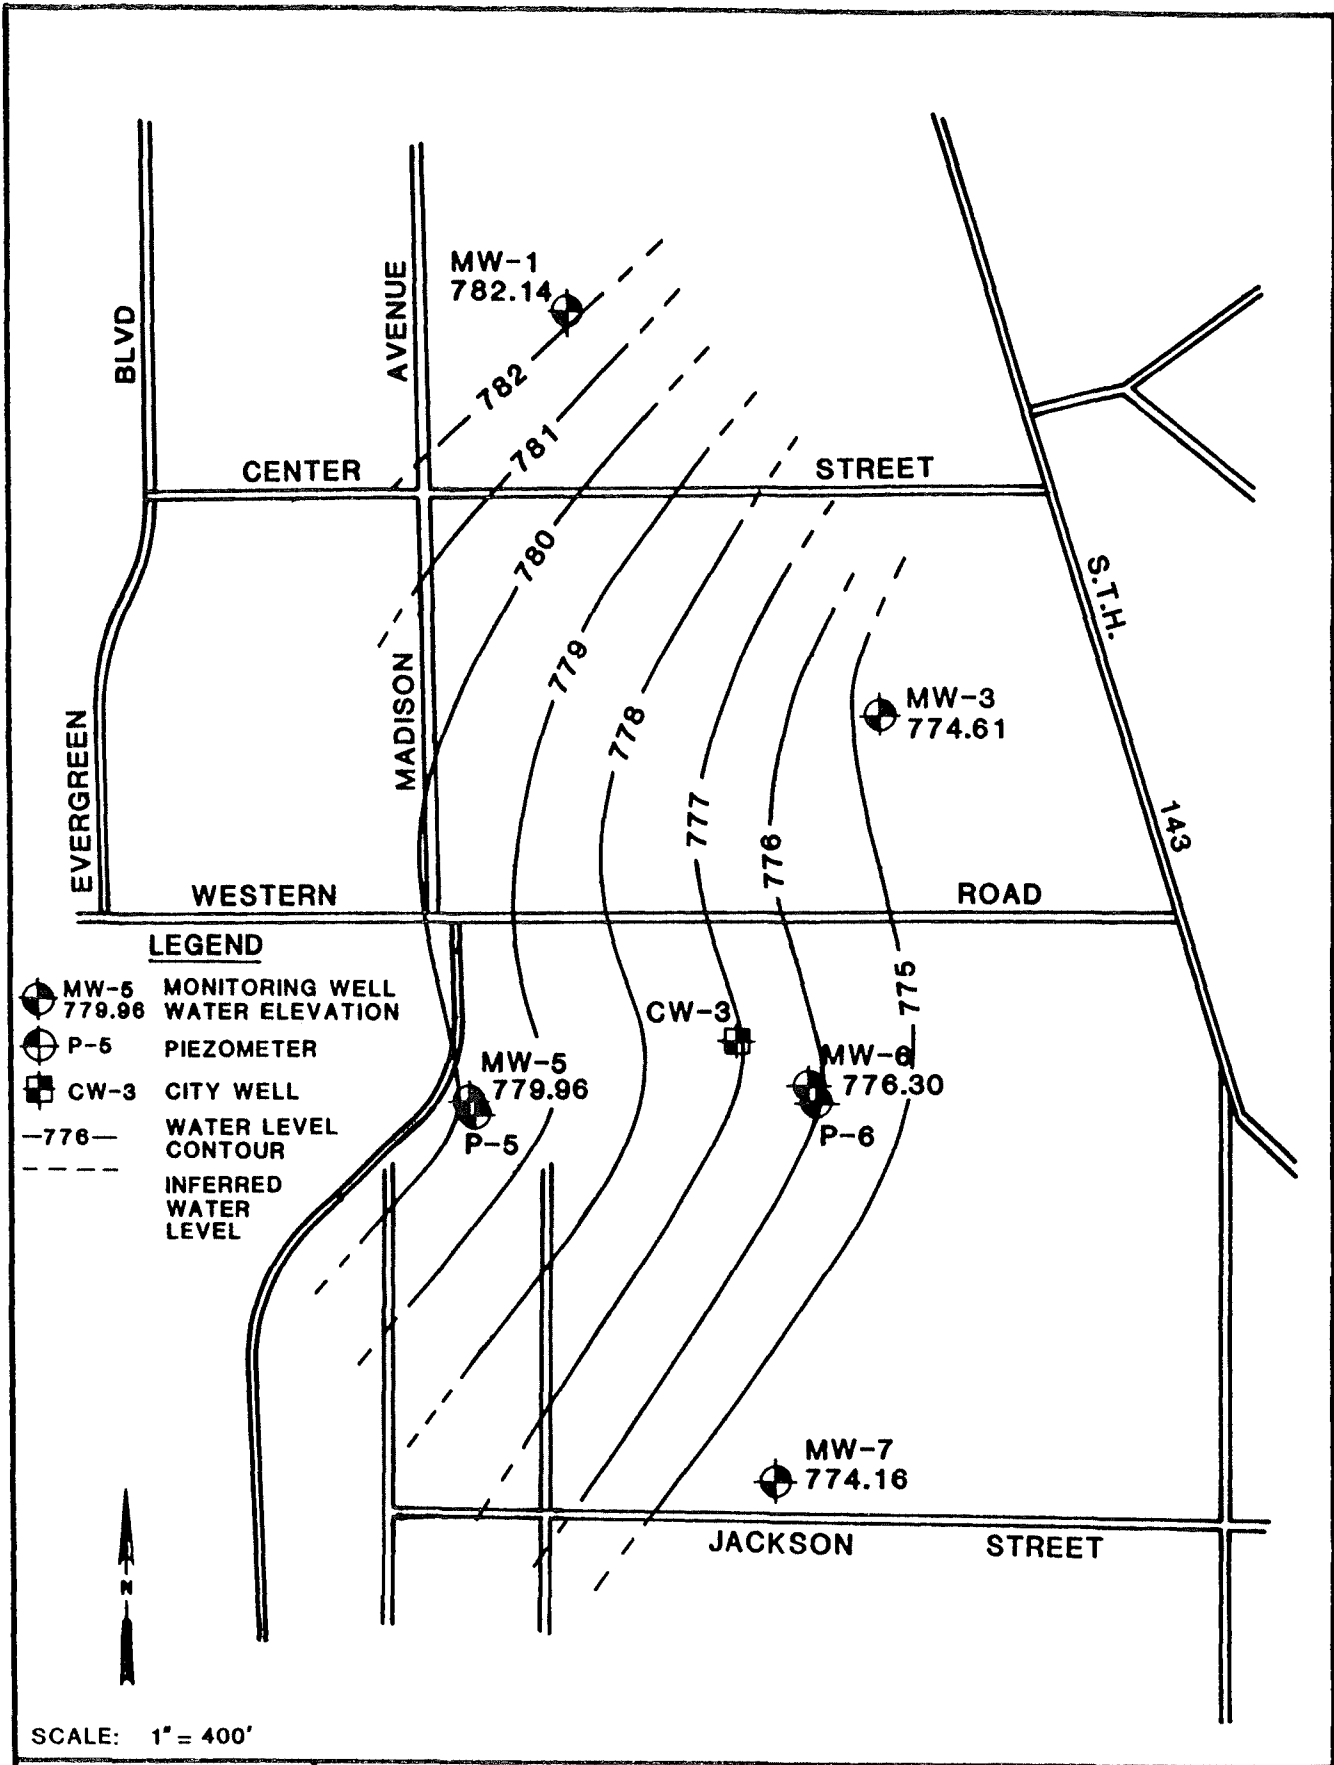 MW-1
782.14
BLVD
AVENUE
782
781
CENTER
STREET
780
S.T.H.
779
MADISON
MW-3
774.61
778
EVERGREEN
777
776
143
WESTERN
ROAD
LEGEND
MW-5 MONITORING WELL
779.96 WATER ELEVATION
P-5 PIEZOMETER
CW-3 CITY WELL
—776— WATER LEVEL
CONTOUR
INFERRED
WATER
LEVEL
775
CW-3
MW-5
779.96
P-5
MW-6
776.30
P-6
MW-7
774.16
JACKSON
STREET
N
SCALE: 1" = 400'